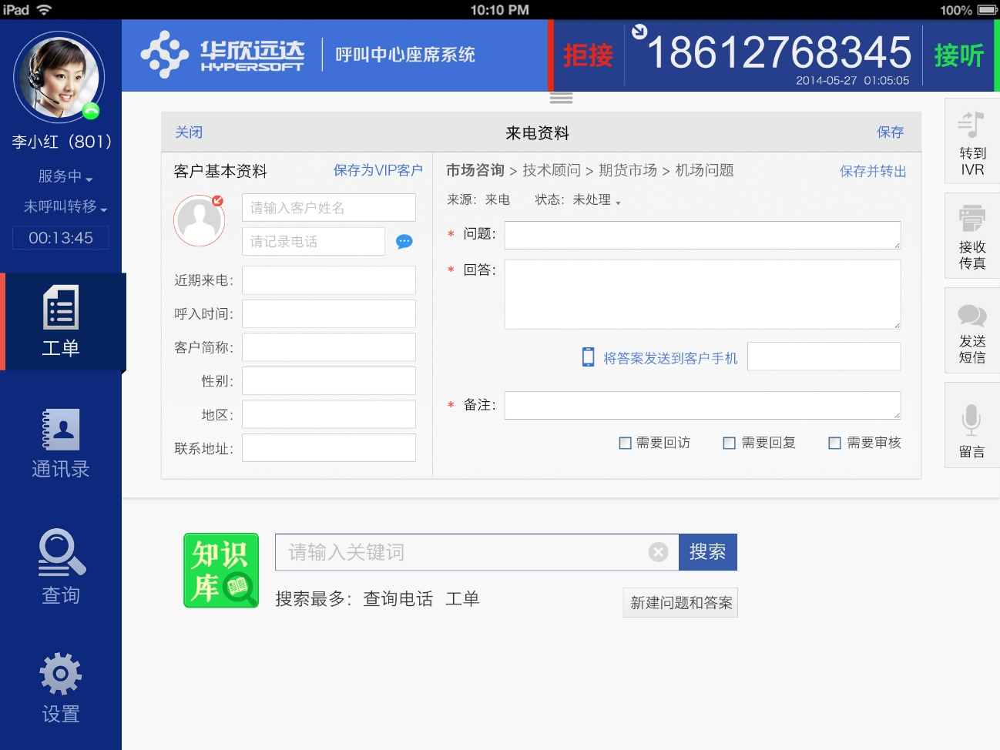 iPad
10:10 PM
100%
华欣远达
HYPERSOFT
呼叫中心座席系统
拒接
18612768345
2014-05-27 01:05:05
接听
李小红（801）
服务中
未呼叫转移
00:13:45
工单
通讯录
查询
设置
关闭
来电资料
保存
客户基本资料
保存为VIP客户
请输入客户姓名
请记录电话
近期来电：
呼入时间：
客户简称：
性别：
地区：
联系地址：
市场咨询 > 技术顾问 > 期货市场 > 机场问题
保存并转出
来源：来电 状态：未处理
* 问题：
* 回答：
将答案发送到客户手机
* 备注：
需要回访
需要回复
需要审核
转到
IVR
接收
传真
发送
短信
留言
知识
库
请输入关键词
搜索
搜索最多：查询电话 工单
新建问题和答案